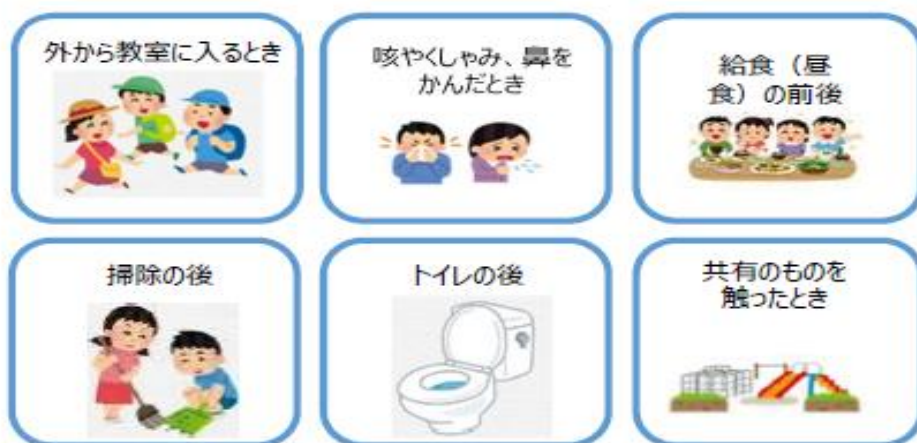 外から教室に入るとき
咳やくしゃみ、鼻を
かんだとき
給食（昼
食）の前後
掃除の後
トイレの後
共有のものを
触ったとき